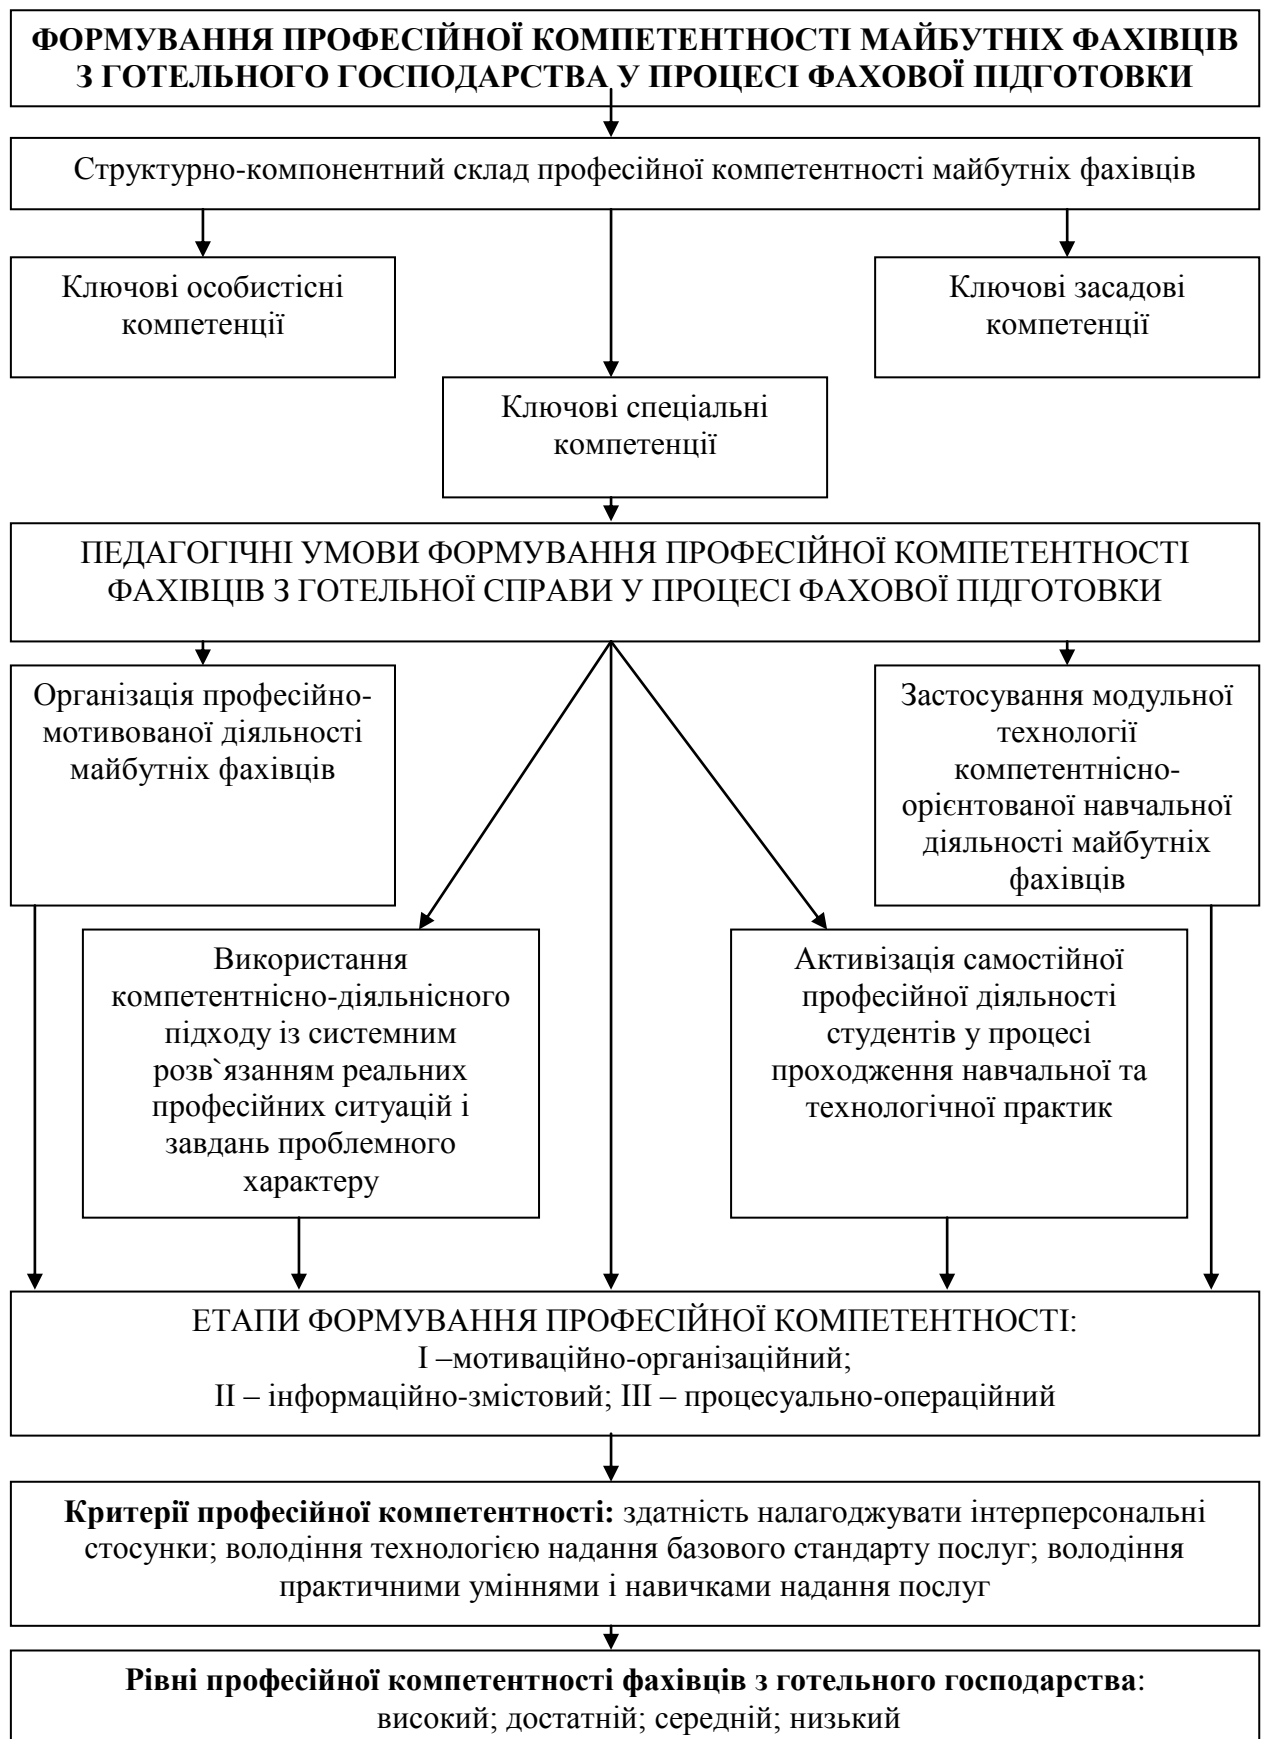 ФОРМУВАННЯ ПРОФЕСІЙНОЇ КОМПЕТЕНТНОСТІ МАЙБУТНІХ ФАХІВЦІВ
З ГОТЕЛЬНОГО ГОСПОДАРСТВА У ПРОЦЕСІ ФАХОВОЇ ПІДГОТОВКИ
Структурно-компонентний склад професійної компетентності майбутніх фахівців
Ключові особистісні
компетенції
Ключові засадові
компетенції
Ключові спеціальні
компетенції
ПЕДАГОГІЧНІ УМОВИ ФОРМУВАННЯ ПРОФЕСІЙНОЇ КОМПЕТЕНТНОСТІ
ФАХІВЦІВ З ГОТЕЛЬНОЇ СПРАВИ У ПРОЦЕСІ ФАХОВОЇ ПІДГОТОВКИ
Організація професійно-
мотивованої діяльності
майбутніх фахівців
Застосування модульної
технології
компетентнісно-
орієнтованої навчальної
діяльності майбутніх
фахівців
Використання
компетентнісно-діяльнісного
підходу із системним
розв`язанням реальних
професійних ситуацій і
завдань проблемного
характеру
Активізація самостійної
професійної діяльності
студентів у процесі
проходження навчальної та
технологічної практик
ЕТАПИ ФОРМУВАННЯ ПРОФЕСІЙНОЇ КОМПЕТЕНТНОСТІ:
І –мотиваційно-організаційний;
ІІ – інформаційно-змістовий; ІІІ – процесуально-операційний
Критерії професійної компетентності: здатність налагоджувати інтерперсональні
стосунки; володіння технологією надання базового стандарту послуг; володіння
практичними уміннями і навичками надання послуг
Рівні професійної компетентності фахівців з готельного господарства:
високий; достатній; середній; низький